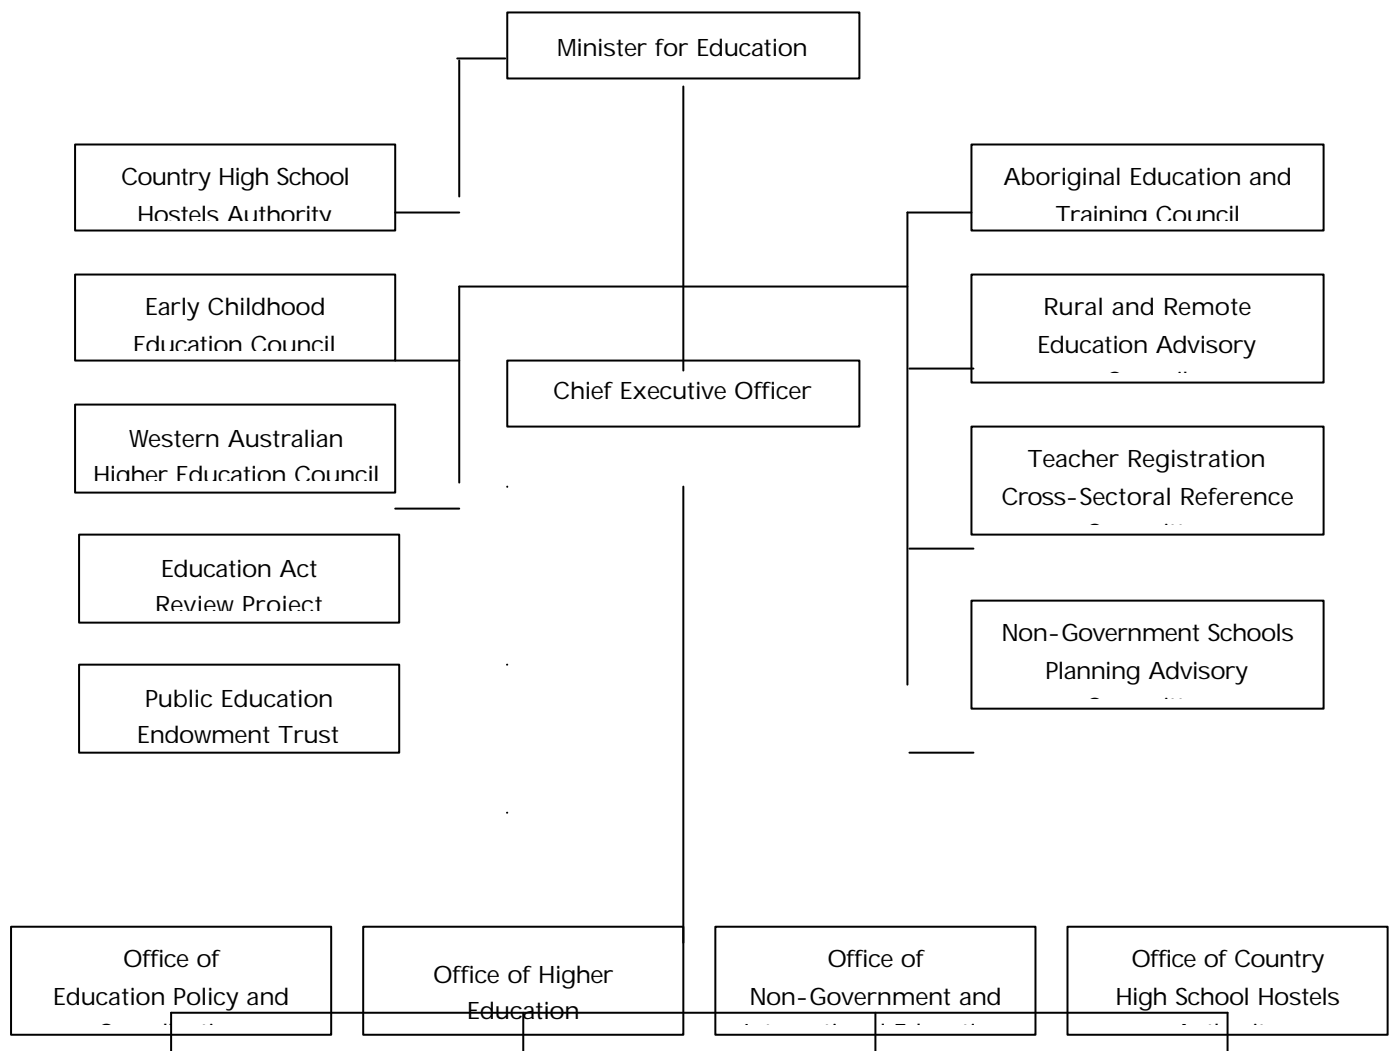 Minister for Education
Country High School
Hostels Authority
Aboriginal Education and
Training Council
Early Childhood
Education Council
Rural and Remote
Education Advisory
Chief Executive Officer
Western Australian
Higher Education Council
Teacher Registration
Cross-Sectoral Reference
Education Act
Review Project
Non-Government Schools
Planning Advisory
Public Education
Endowment Trust
Office of
Education Policy and
Office of Higher
Education
Office of
Non-Government and
Office of Country
High School Hostels